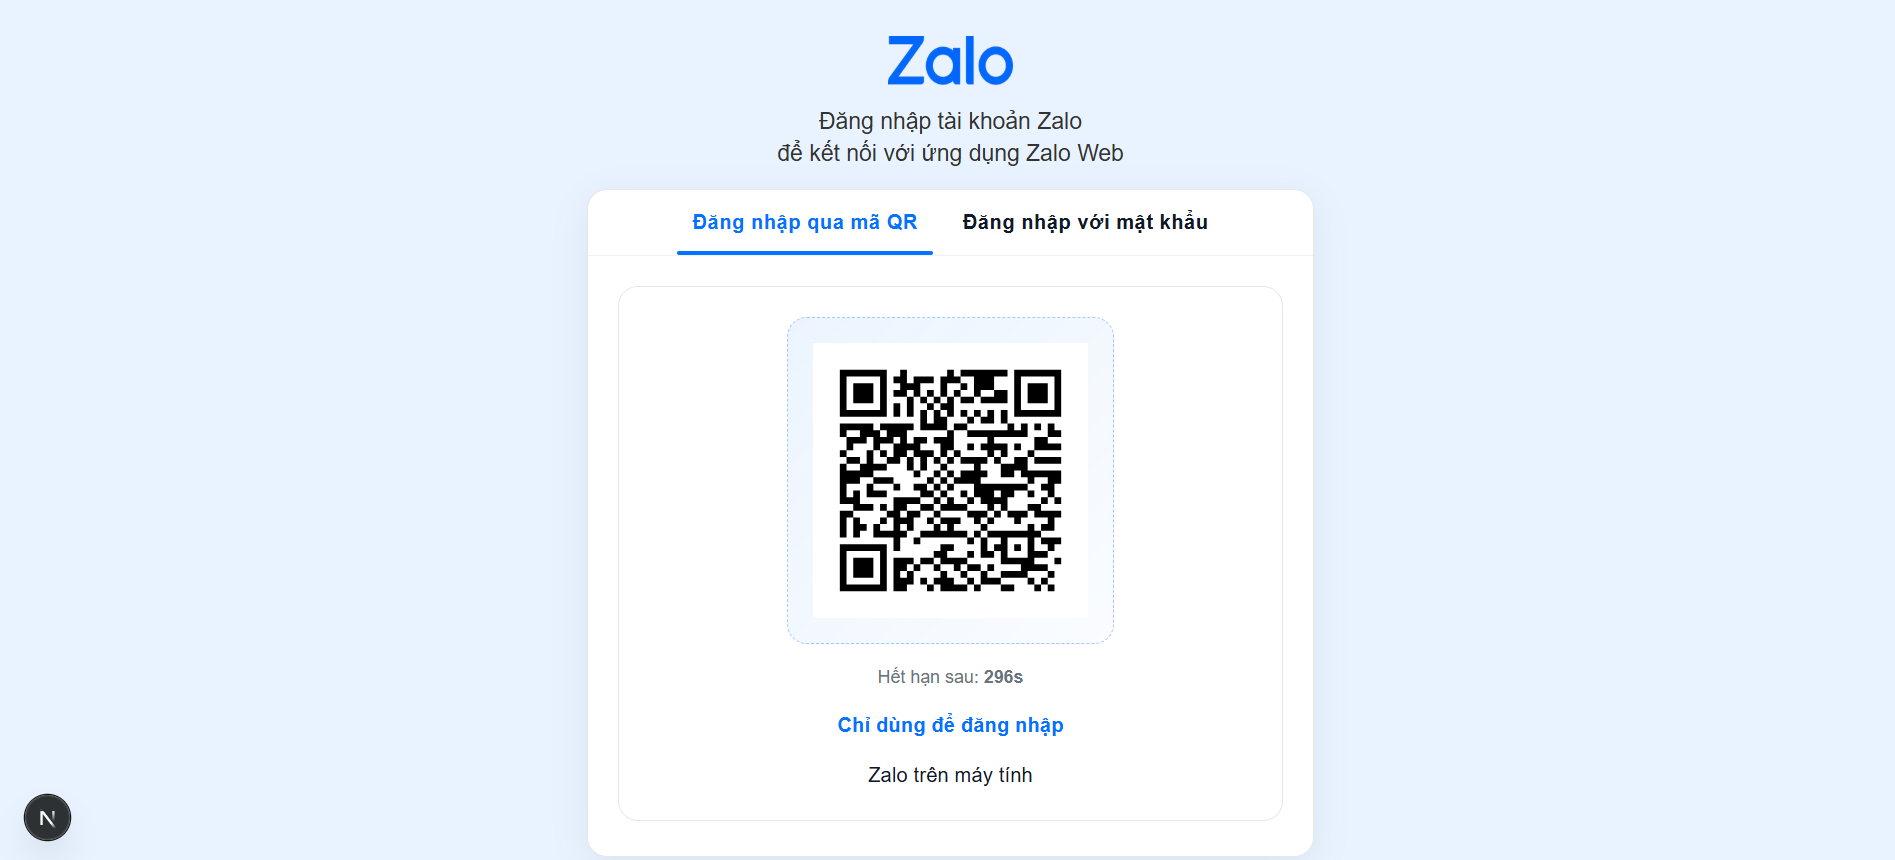 Zalo
Đăng nhập tài khoản Zalo
để kết nối với ứng dụng Zalo Web
Đăng nhập qua mã QR
Đăng nhập với mật khẩu
Hết hạn sau: 296s
Chỉ dùng để đăng nhập
Zalo trên máy tính
N